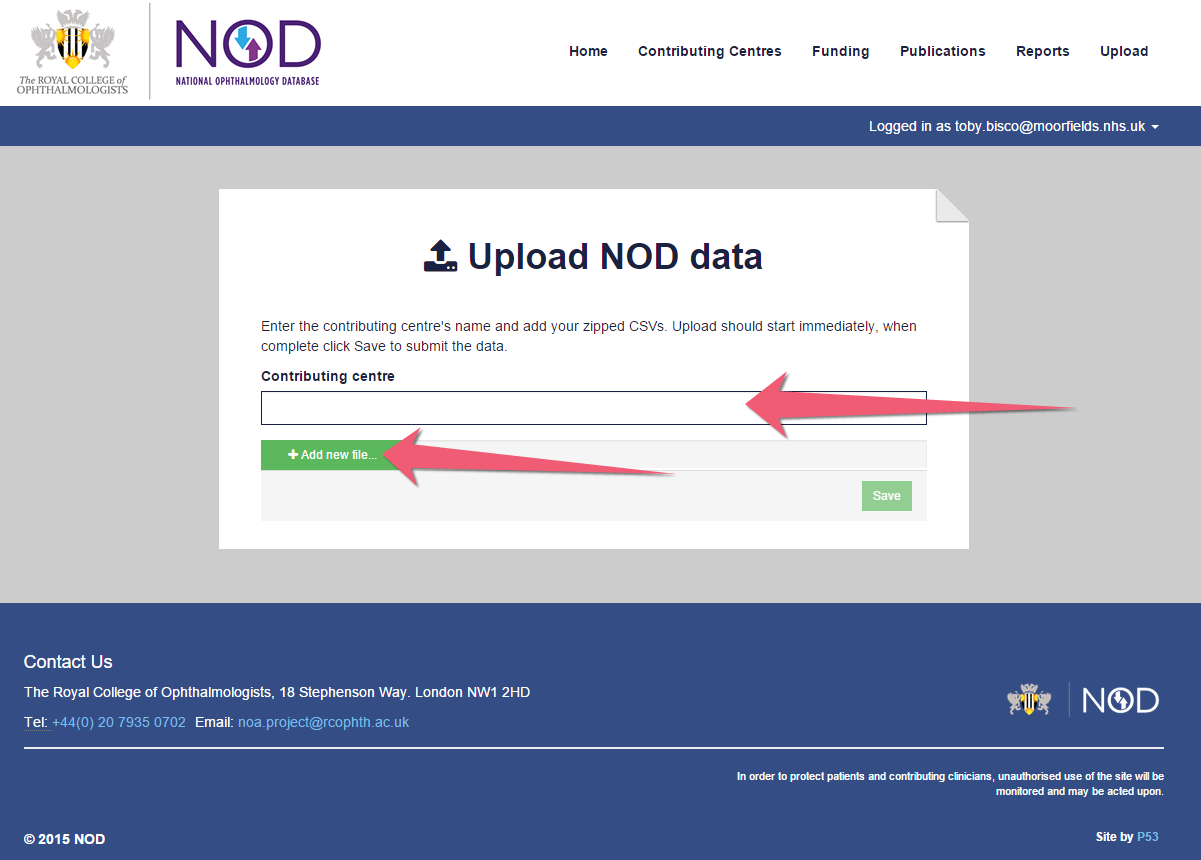 The ROYAL COLLEGE of
OPHTHALMOLOGISTS
NOD
NATIONAL OPHTHALMOLOGY DATABASE
Home Contributing Centres Funding Publications Reports Upload
Logged in as toby.bisco@moorfields.nhs.uk
Upload NOD data
Enter the contributing centre's name and add your zipped CSVs. Upload should start immediately, when
complete click Save to submit the data.
Contributing centre
+ Add new file...
Save
Contact Us
The Royal College of Ophthalmologists, 18 Stephenson Way. London NW1 2HD
Tel: +44(0) 20 7935 0702 Email: noa.project@rcophth.ac.uk
NOD
In order to protect patients and contributing clinicians, unauthorised use of the site will be
monitored and may be acted upon.
© 2015 NOD
Site by P53